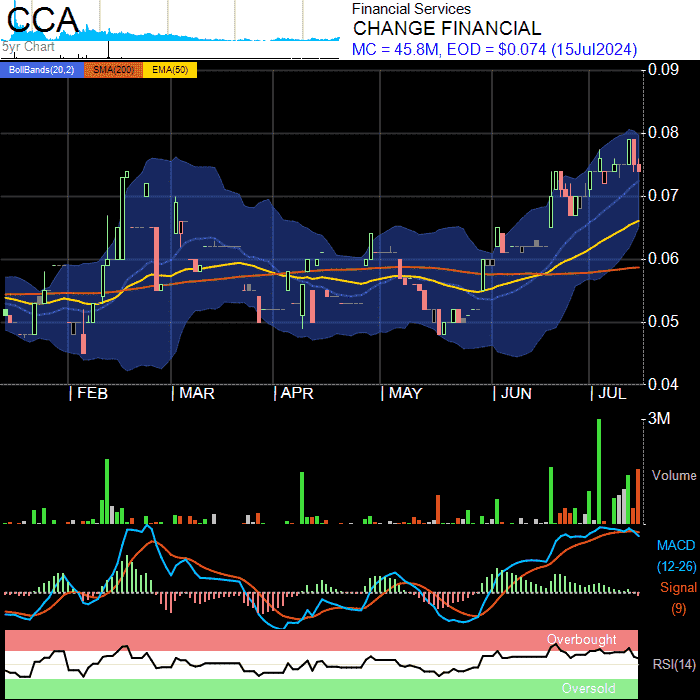 CCA
5yr Chart
Financial Services
CHANGE FINANCIAL
MC = 45.8M, EOD = $0.074 (15Jul2024)
BollBands(20,2) SMA(200) EMA(50)
0.09
0.08
0.07
0.06
0.05
0.04
| FEB | MAR | APR | MAY | JUN | JUL
3M
Volume
MACD
(12-26)
Signal
(9)
Overbought
RSI(14)
Oversold